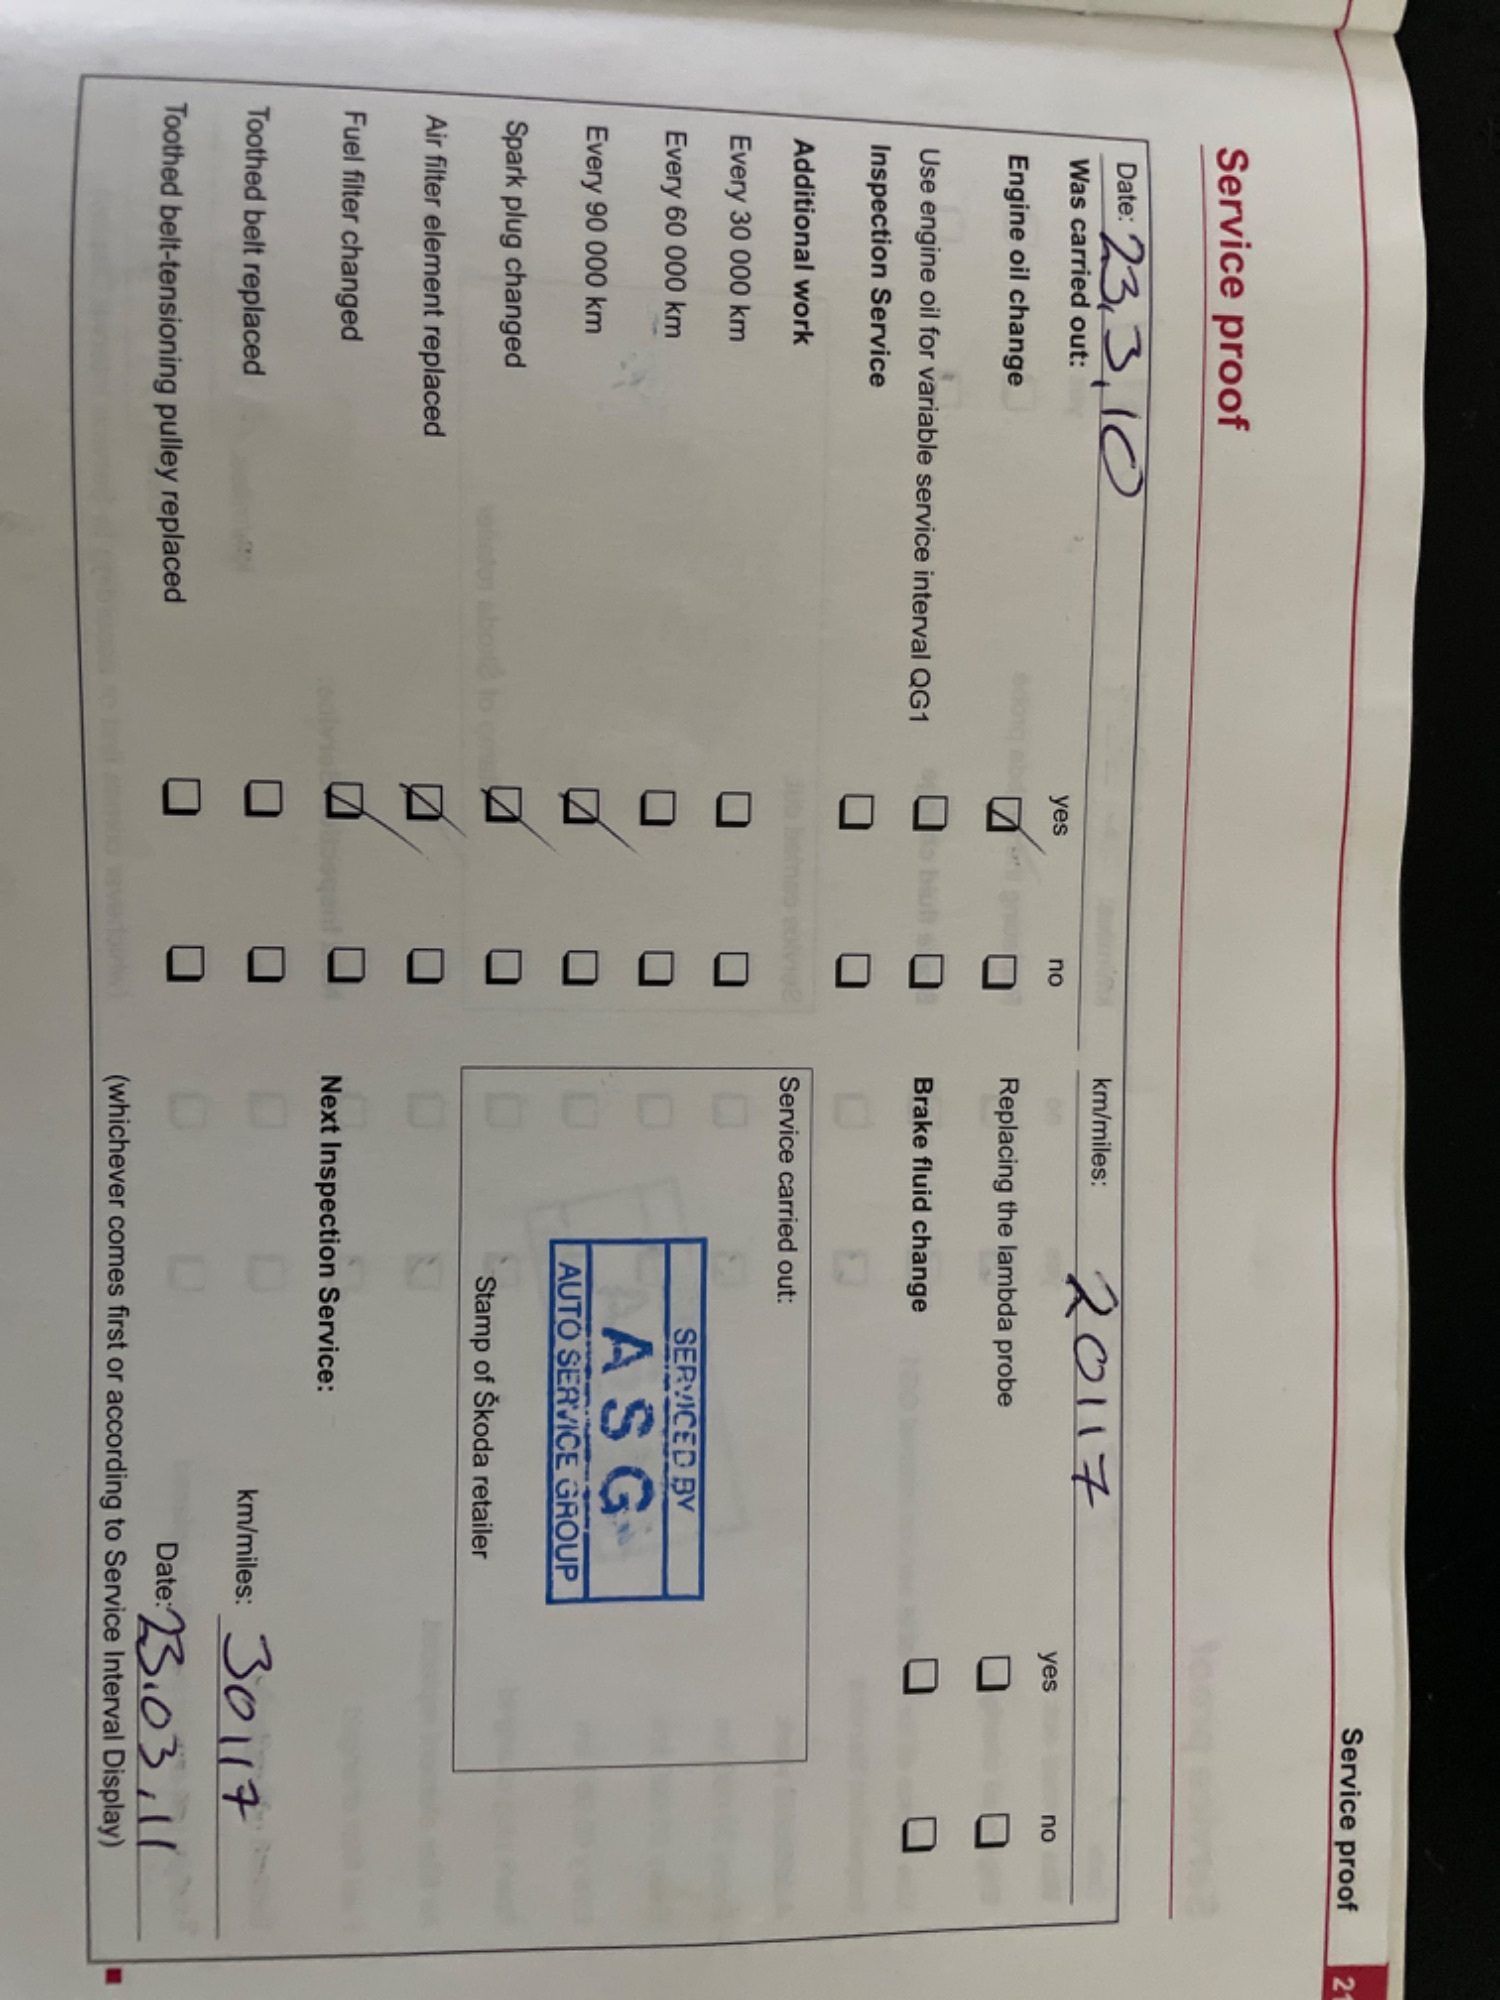 Service proof
21
Service proof
Date: 23.3.10
km/miles: 20117
Was carried out:
yes
no
yes
no
Engine oil change
Replacing the lambda probe
Use engine oil for variable service interval QG1
Brake fluid change
Inspection Service
Additional work
Service carried out:
Every 30 000 km
Every 60 000 km
Every 90 000 km
Spark plug changed
SERVICED BY
ASG
AUTO SERVICE GROUP
Stamp of Škoda retailer
Air filter element replaced
Fuel filter changed
Next Inspection Service:
Toothed belt replaced
km/miles: 30117
Toothed belt-tensioning pulley replaced
Date: 23.03.11
(whichever comes first or according to Service Interval Display)